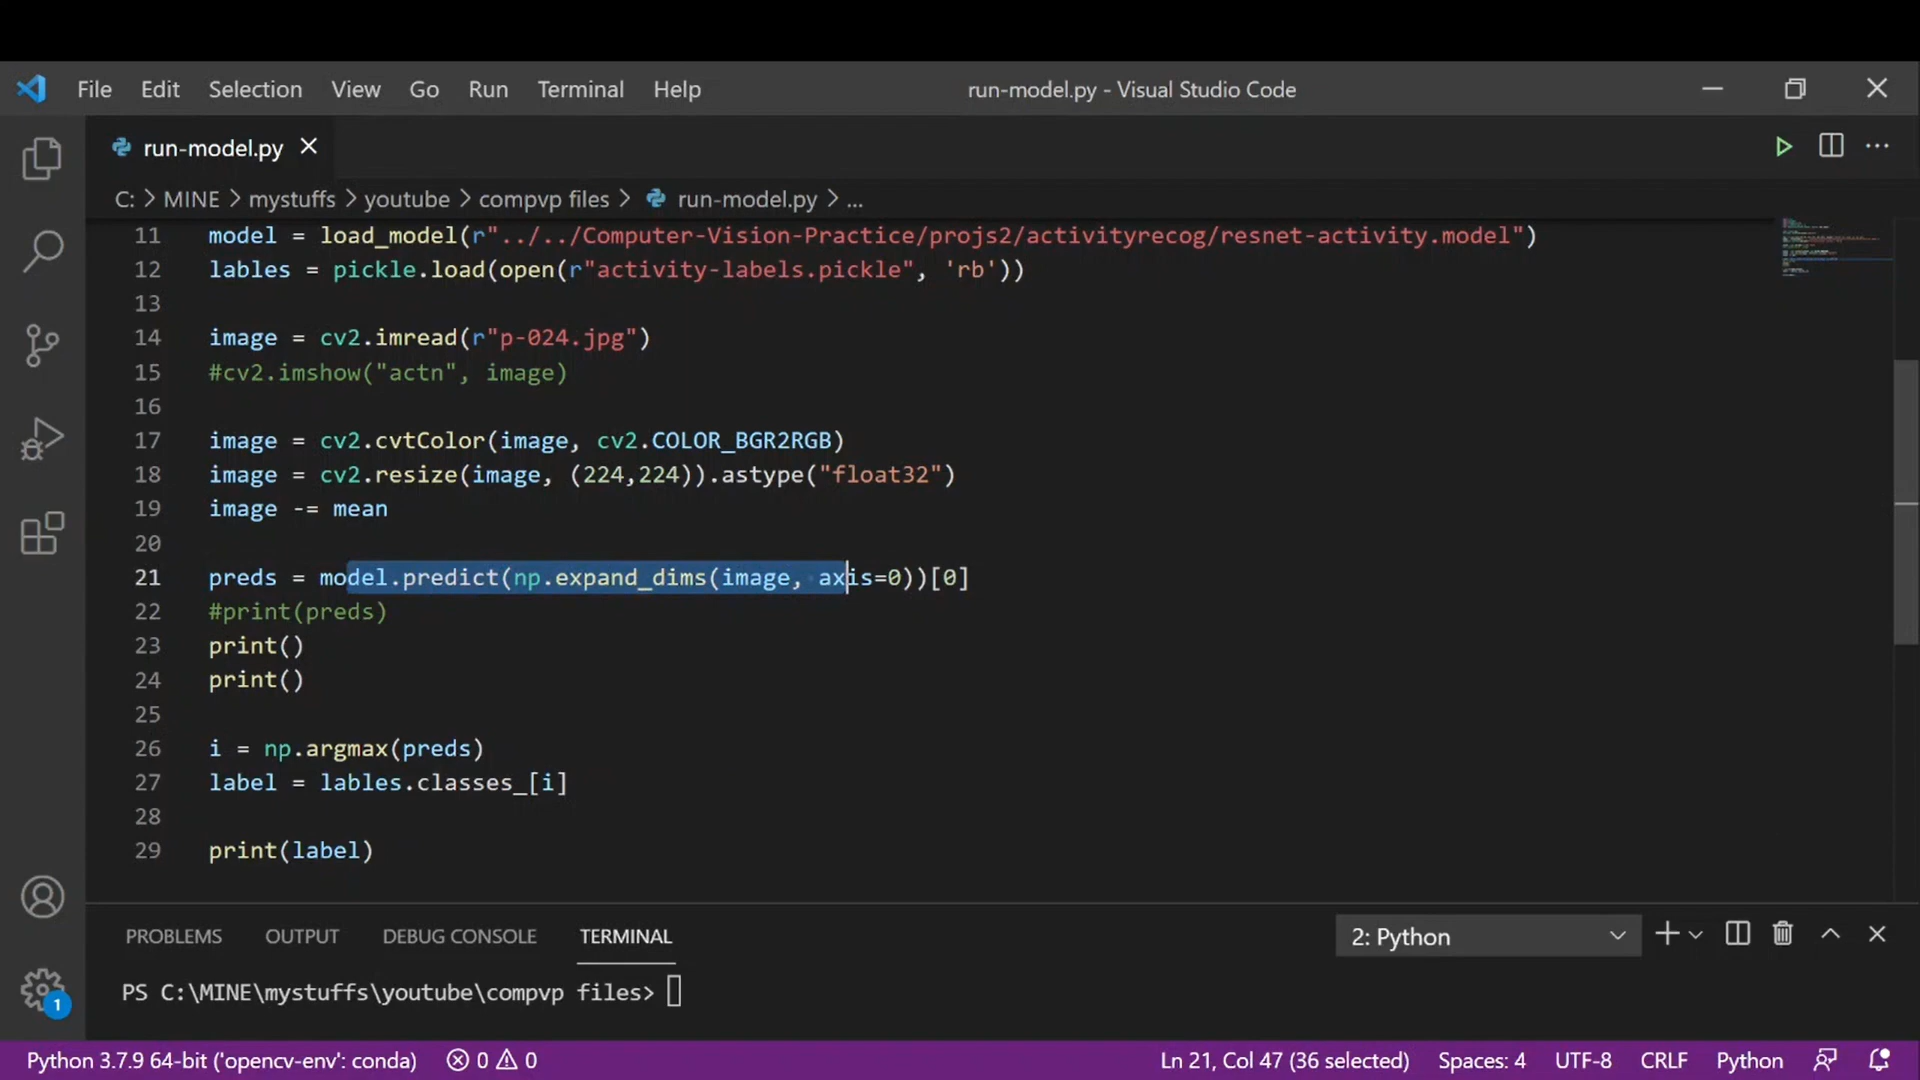 File Edit Selection View Go Run Terminal Help run-model.py - Visual Studio Code
run-model.py
C: > MINE > mystuffs > youtube > compvp files > run-model.py > ...
11 model = load_model(r"../../Computer-Vision-Practice/projs2/activityrecog/resnet-activity.model")
12 lables = pickle.load(open(r"activity-labels.pickle", 'rb'))
13
14 image = cv2.imread(r"p-024.jpg")
15 #cv2.imshow("actn", image)
16
17 image = cv2.cvtColor(image, cv2.COLOR_BGR2RGB)
18 image = cv2.resize(image, (224,224)).astype("float32")
19 image -= mean
20
21 preds = model.predict(np.expand_dims(image, axis=0))[0]
22 #print(preds)
23 print()
24 print()
25
26 i = np.argmax(preds)
27 label = lables.classes_[i]
28
29 print(label)
PROBLEMS OUTPUT DEBUG CONSOLE TERMINAL 2: Python
PS C:\MINE\mystuffs\youtube\compvp files>
1
Python 3.7.9 64-bit ('opencv-env': conda) 0 0 Ln 21, Col 47 (36 selected) Spaces: 4 UTF-8 CRLF Python